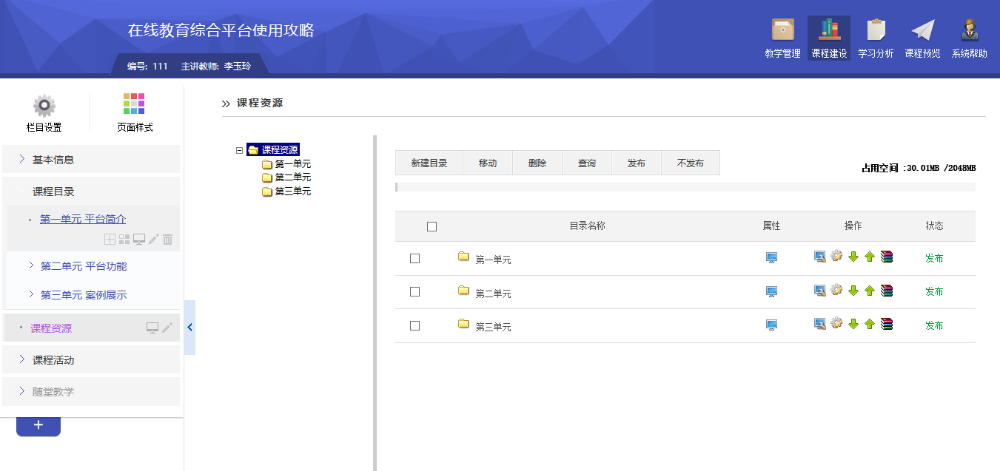 在线教育综合平台使用攻略
编号: 111 主讲教师: 李玉玲
教学管理 课程建设 学习分析 课程预览 系统帮助
栏目设置 页面样式
基本信息
课程目录
第一单元 平台简介
第二单元 平台功能
第三单元 案例展示
课程资源
课程活动
随堂教学
+
课程资源
课程资源
第一单元
第二单元
第三单元
新建目录 移动 删除 查询 发布 不发布
占用空间 :30.01MB /2048MB
目录名称 属性 操作 状态
第一单元 发布
第二单元 发布
第三单元 发布